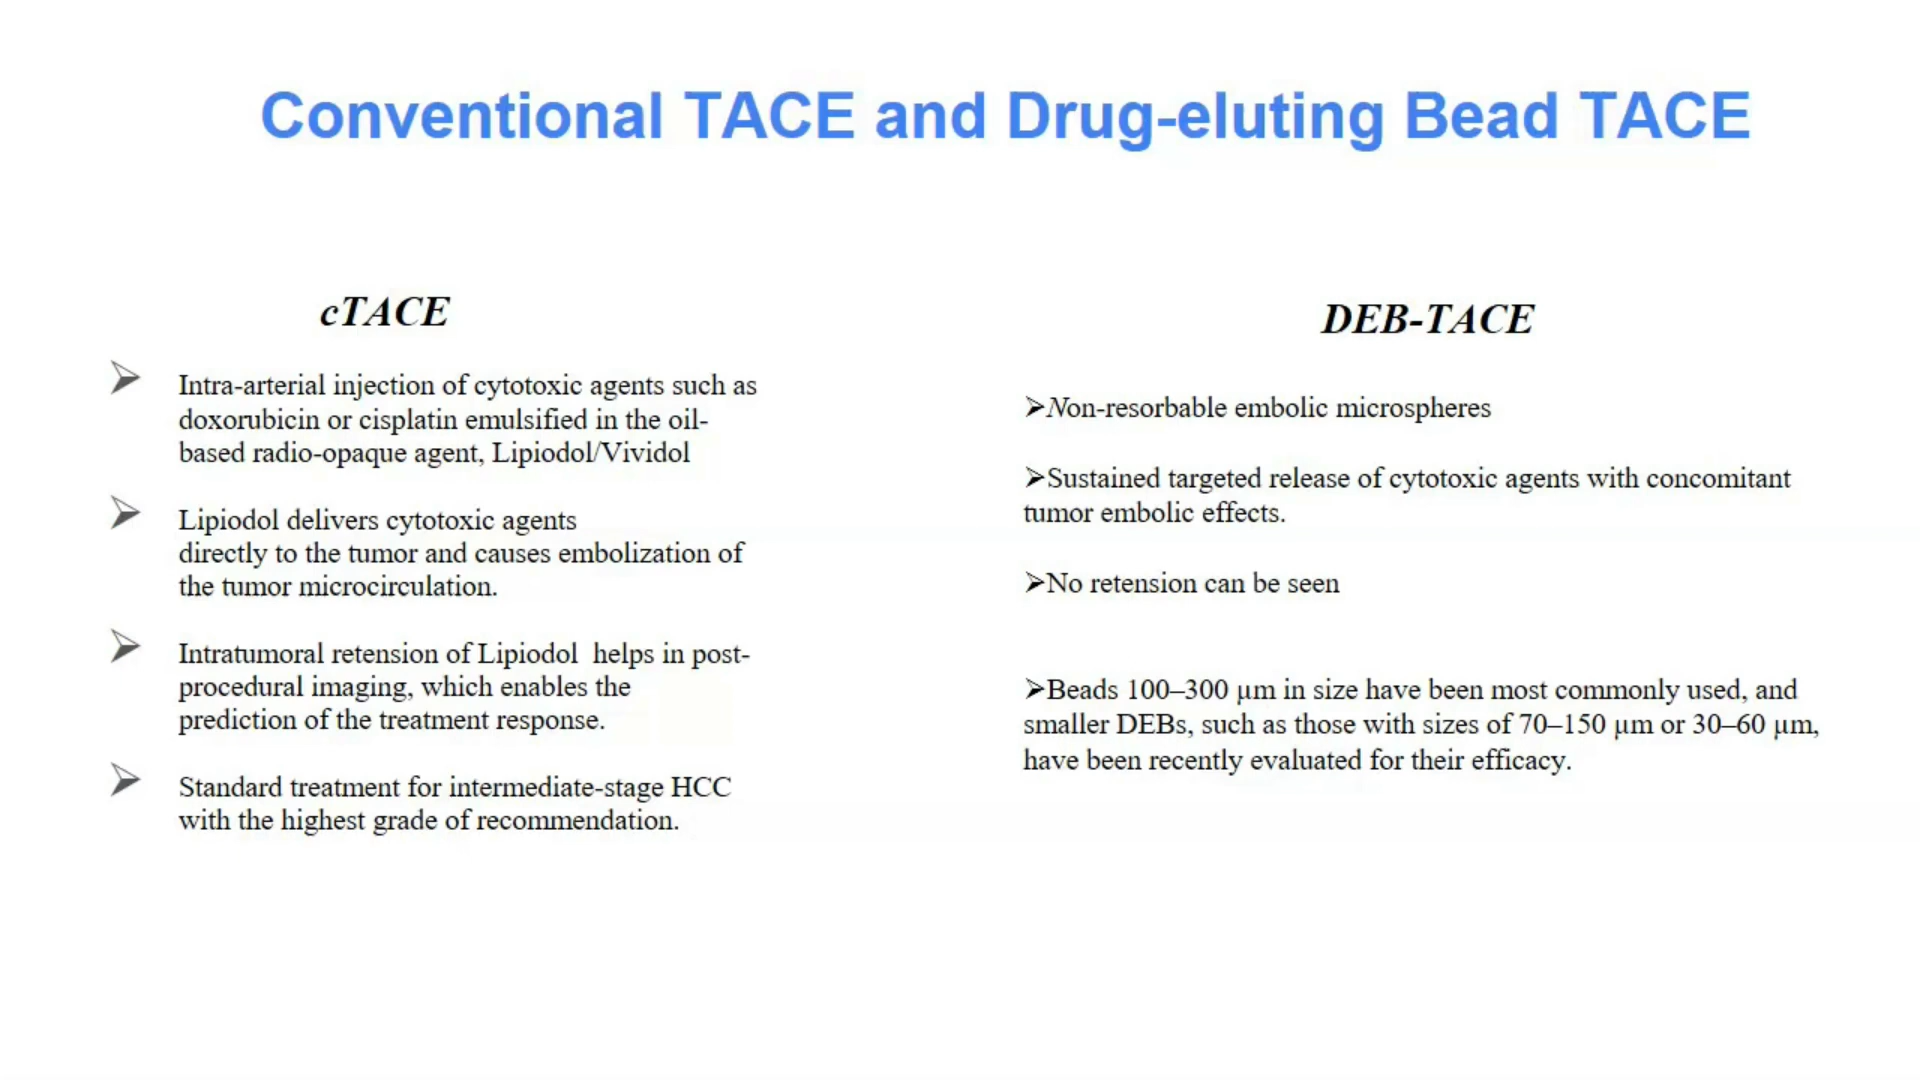 Conventional TACE and Drug-eluting Bead TACE
cTACE
➢ Intra-arterial injection of cytotoxic agents such as
doxorubicin or cisplatin emulsified in the oil-
based radio-opaque agent, Lipiodol/Vividol
➢ Lipiodol delivers cytotoxic agents
directly to the tumor and causes embolization of
the tumor microcirculation.
➢ Intratumoral retension of Lipiodol helps in post-
procedural imaging, which enables the
prediction of the treatment response.
➢ Standard treatment for intermediate-stage HCC
with the highest grade of recommendation.
DEB-TACE
➢Non-resorbable embolic microspheres
➢Sustained targeted release of cytotoxic agents with concomitant
tumor embolic effects.
➢No retension can be seen
➢Beads 100–300 µm in size have been most commonly used, and
smaller DEBs, such as those with sizes of 70–150 µm or 30–60 µm,
have been recently evaluated for their efficacy.